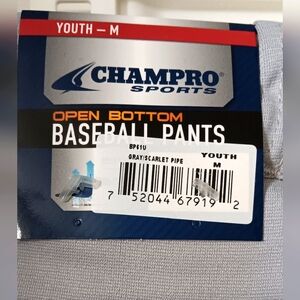 YOUTH – M
CHAMPRO
SPORTS
OPEN BOTTOM
BASEBALL PANTS
BP61U YOUTH
GRAY/SCARLET PIPE M
7 52044 67919 2